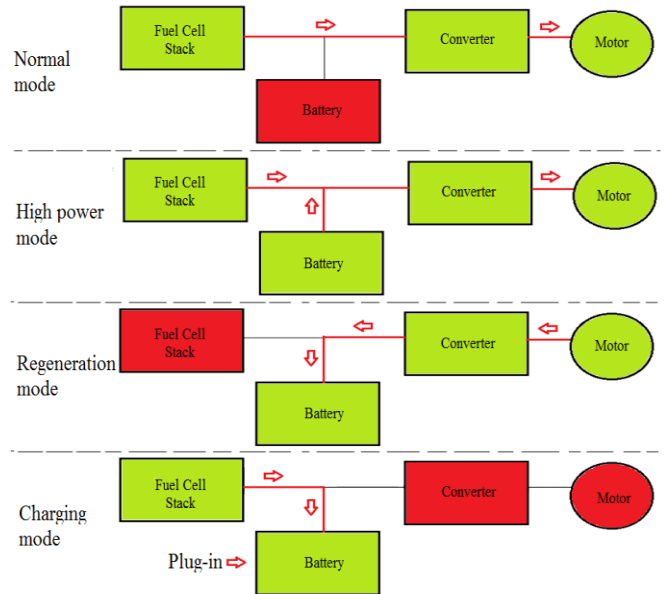 Normal
mode
Fuel Cell
Stack
Converter
Motor
Battery
High power
mode
Fuel Cell
Stack
Converter
Motor
Battery
Regeneration
mode
Fuel Cell
Stack
Converter
Motor
Battery
Charging
mode
Fuel Cell
Stack
Converter
Motor
Plug-in
Battery